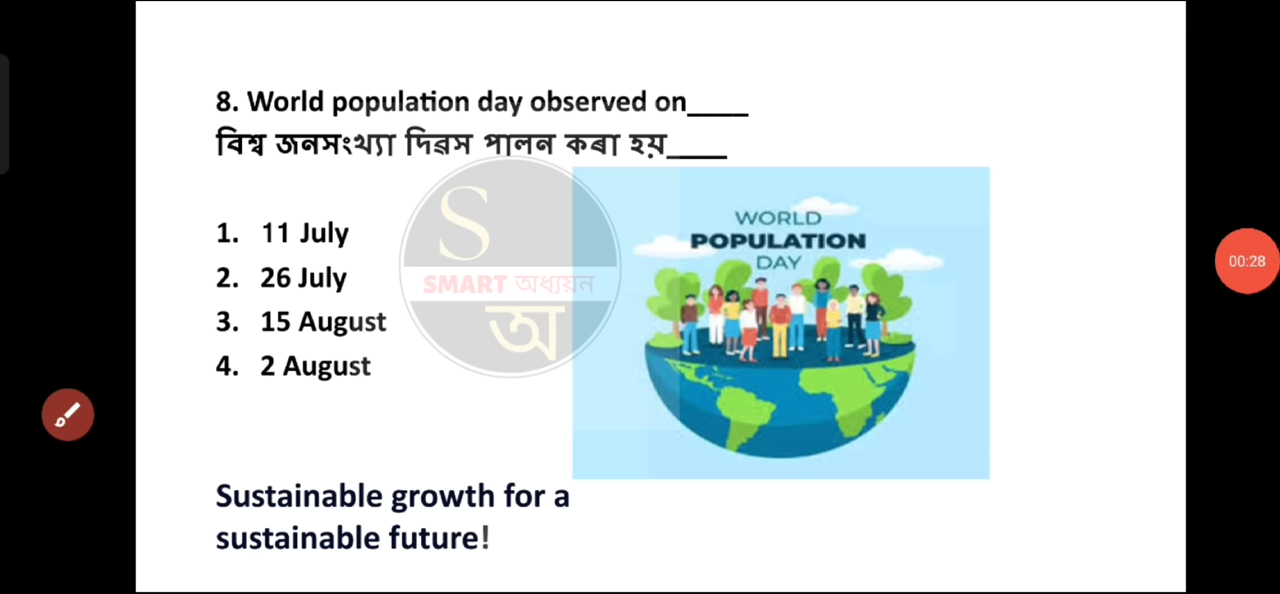 8. World population day observed on____
বিশ্ব জনসংখ্যা দিৱস পালন কৰা হয়____
1. 11 July
2. 26 July
3. 15 August
4. 2 August
S
SMART অধ্যয়ন
অ
WORLD
POPULATION
DAY
00:28
Sustainable growth for a
sustainable future!